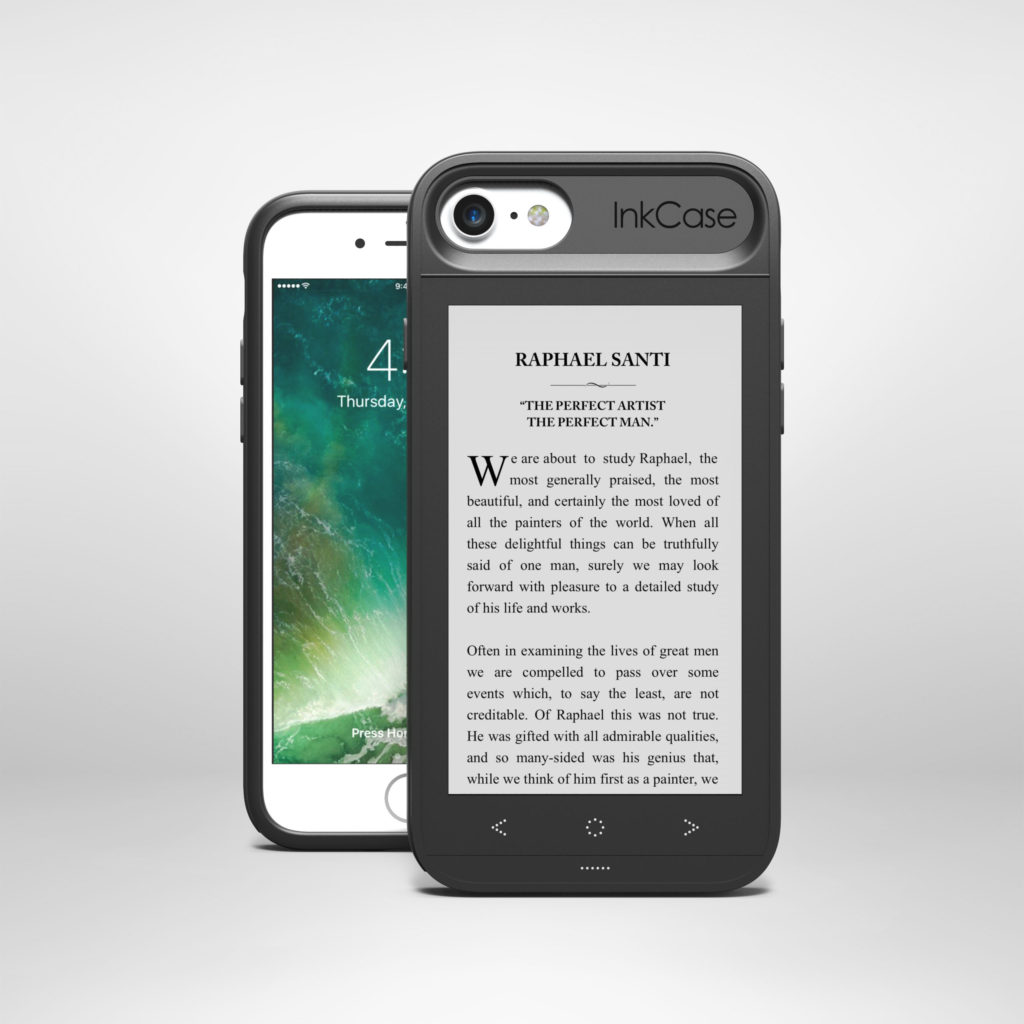 InkCase
9:4
4
Thursday,
Press Ho
RAPHAEL SANTI
“THE PERFECT ARTIST
THE PERFECT MAN.”
We are about to study Raphael, the
most generally praised, the most
beautiful, and certainly the most loved of
all the painters of the world. When all
these delightful things can be truthfully
said of one man, surely we may look
forward with pleasure to a detailed study
of his life and works.
Often in examining the lives of great men
we are compelled to pass over some
events which, to say the least, are not
creditable. Of Raphael this was not true.
He was gifted with all admirable qualities,
and so many-sided was his genius that,
while we think of him first as a painter, we